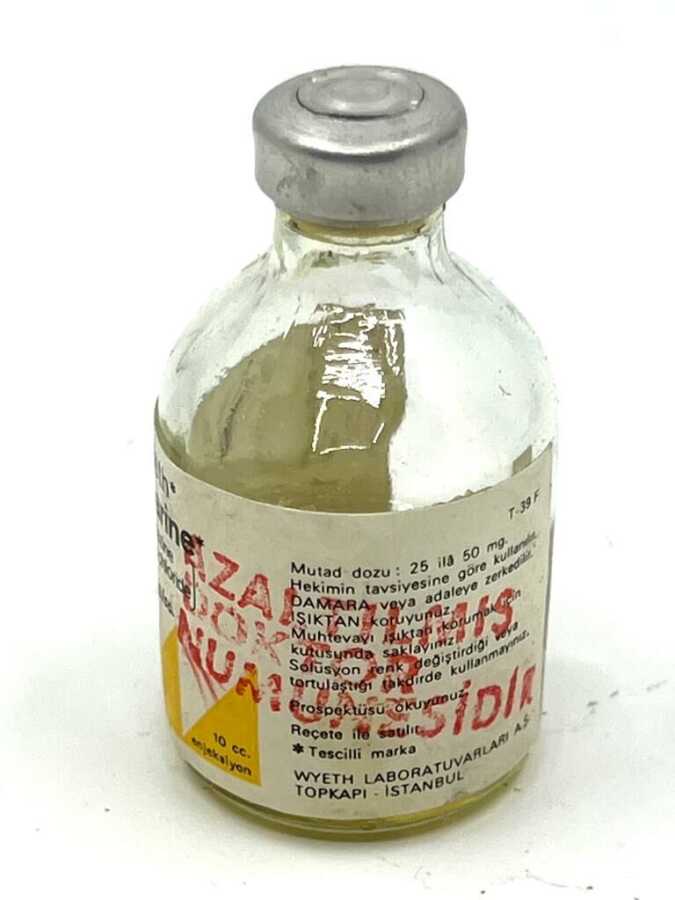 10 cc.
enjeksiyon
T-39 F
Mutad dozu : 25 ilâ 50 mg.
Hekimin tavsiyesine göre kullanılır.
DAMARA veya adaleye zerkedilir.
IŞIKTAN koruyunuz.
Muhtevayı ışıktan korumak için
kutusunda saklayınız.
Solüsyon renk değiştirdiği veya
tortulaştığı takdirde kullanmayınız.
Prospektüsü okuyunuz.
Reçete ile satılır.
* Tescilli marka
WYETH LABORATUVARLARI A.Ş.
TOPKAPI - İSTANBUL
DOKTOR
NUMUNESİDİR